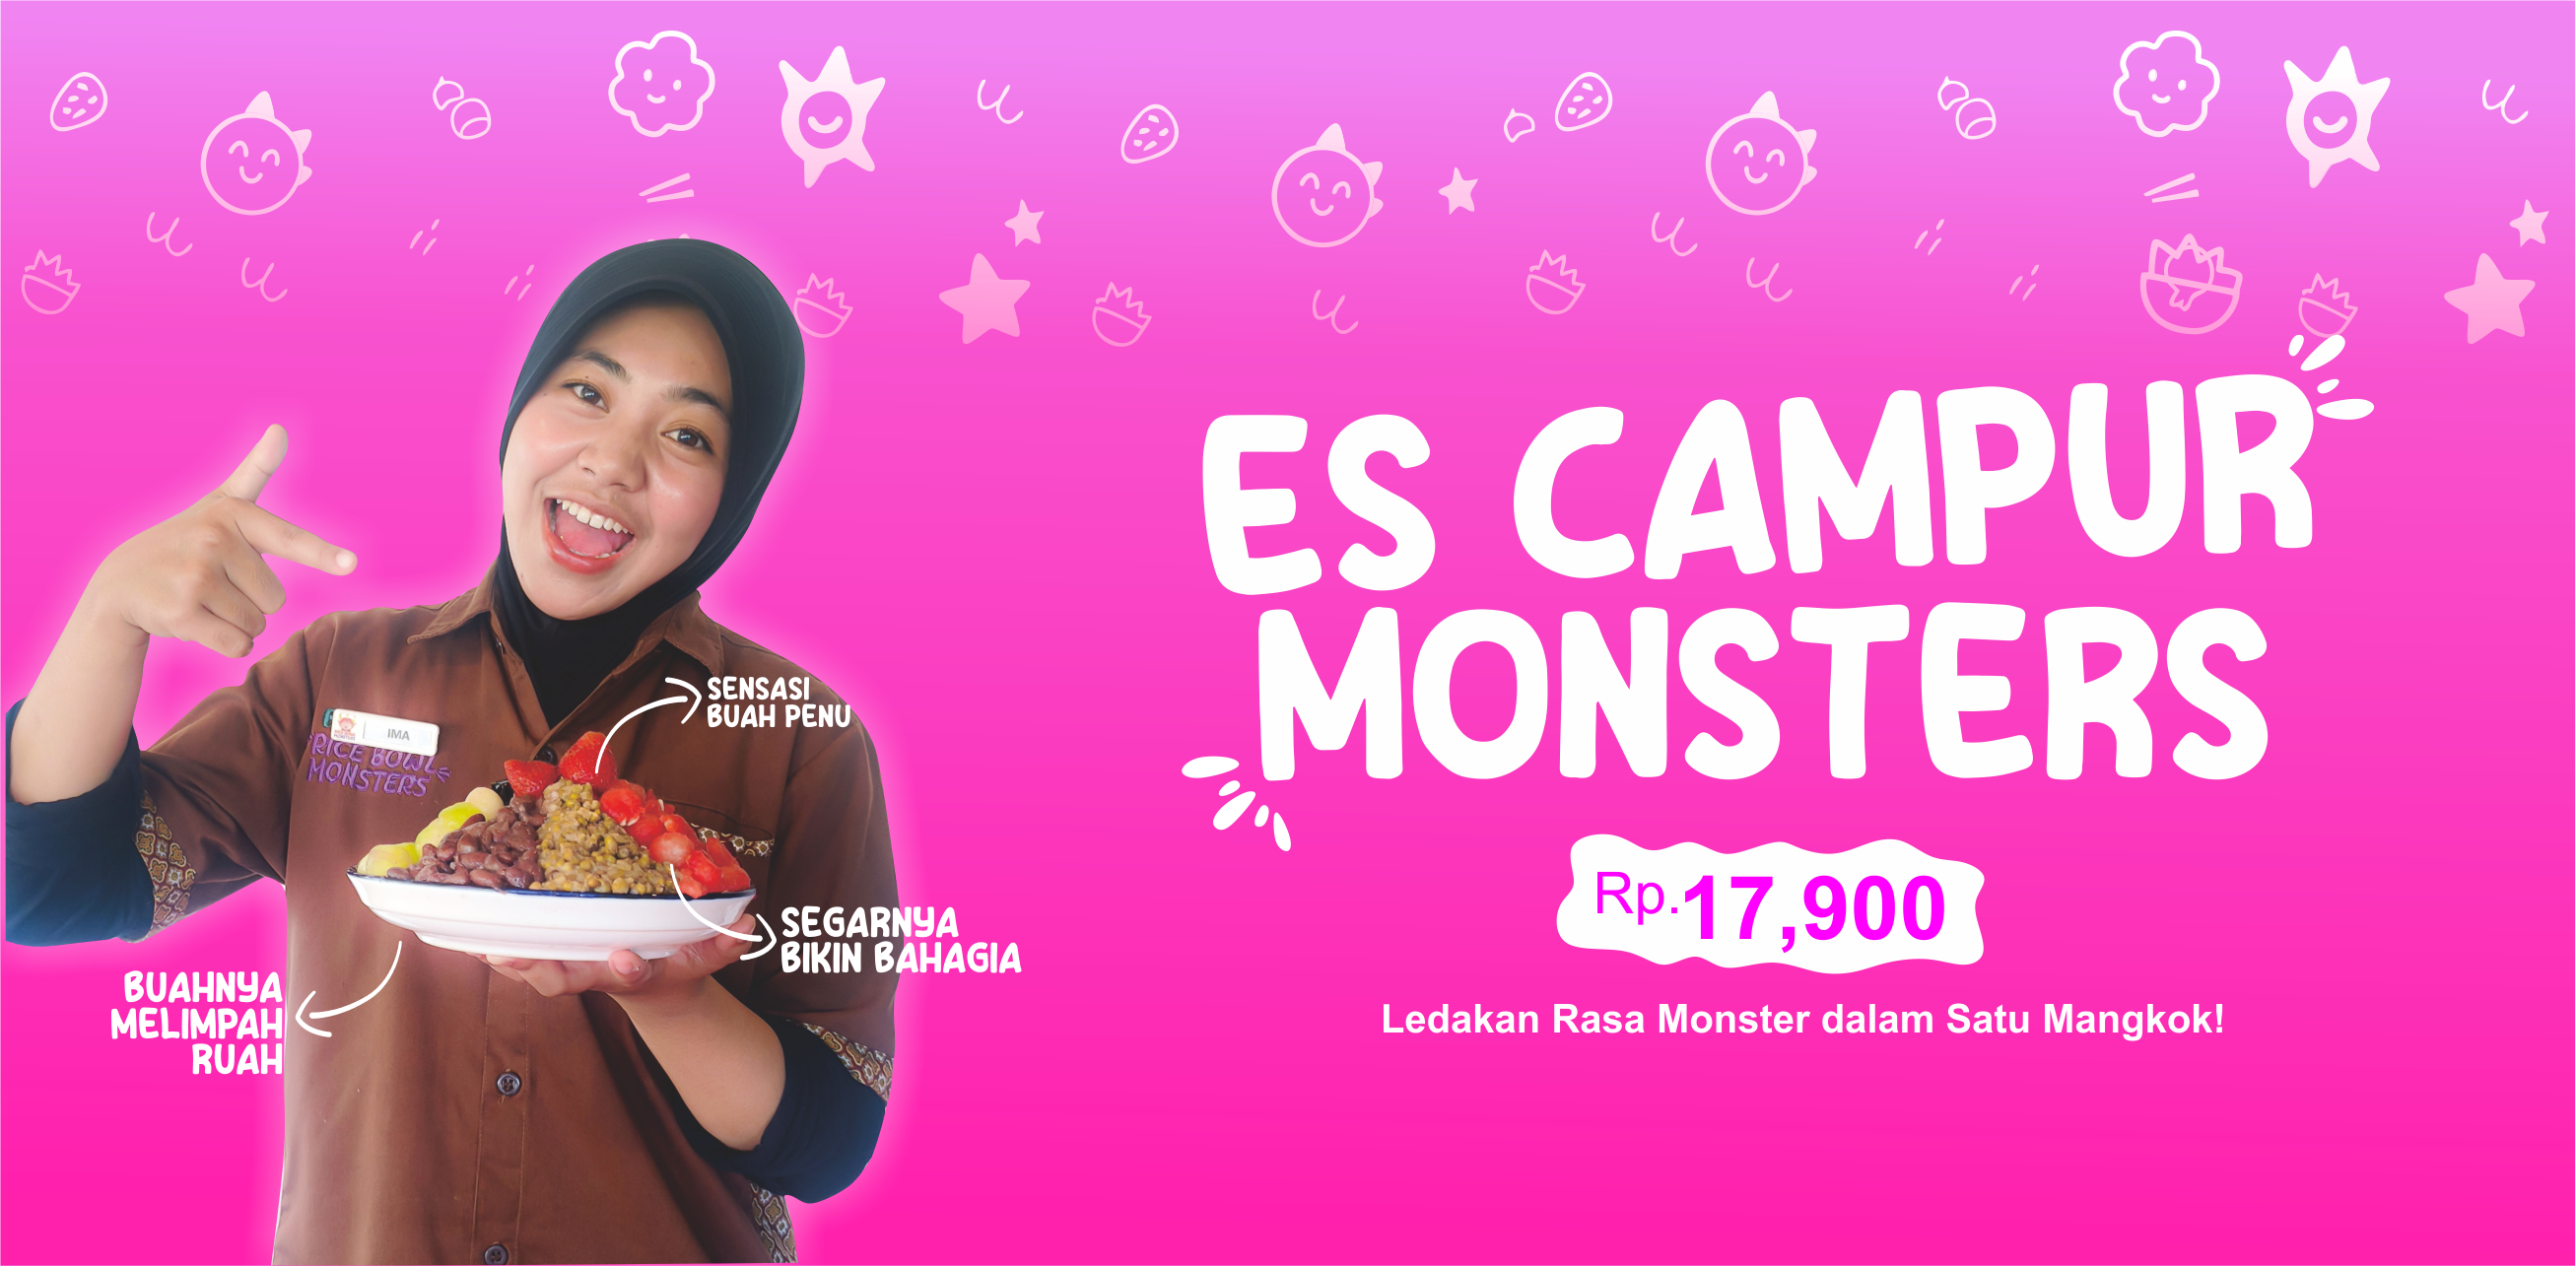 ES CAMPUR
MONSTERS
Rp.17,900
Ledakan Rasa Monster dalam Satu Mangkok!
SENSASI
BUAH PENU
SEGARNYA
BIKIN BAHAGIA
BUAHNYA
MELIMPAH
RUAH
IMA
RICE BOWL
MONSTERS